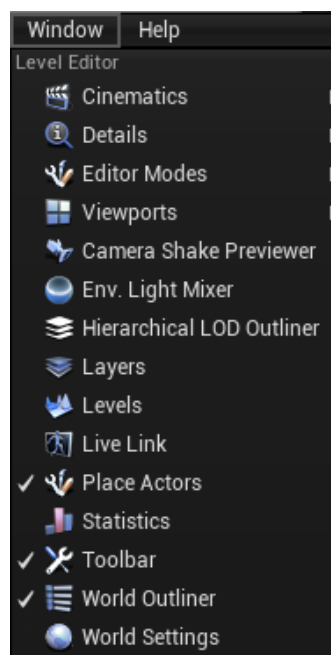 Window Help
Level Editor
Cinematics
Details
Editor Modes
Viewports
Camera Shake Previewer
Env. Light Mixer
Hierarchical LOD Outliner
Layers
Levels
Live Link
Place Actors
Statistics
Toolbar
World Outliner
World Settings